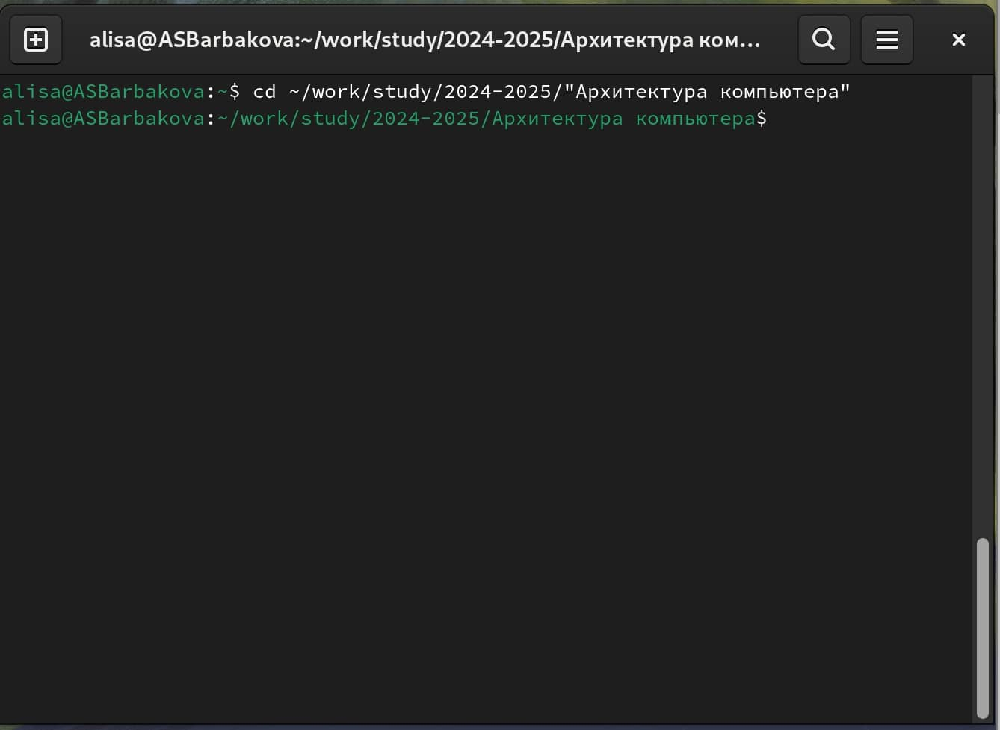 alisa@ASBarbakova:~/work/study/2024-2025/Архитектура ком…
alisa@ASBarbakova:~$ cd ~/work/study/2024-2025/"Архитектура компьютера"
alisa@ASBarbakova:~/work/study/2024-2025/Архитектура компьютера$